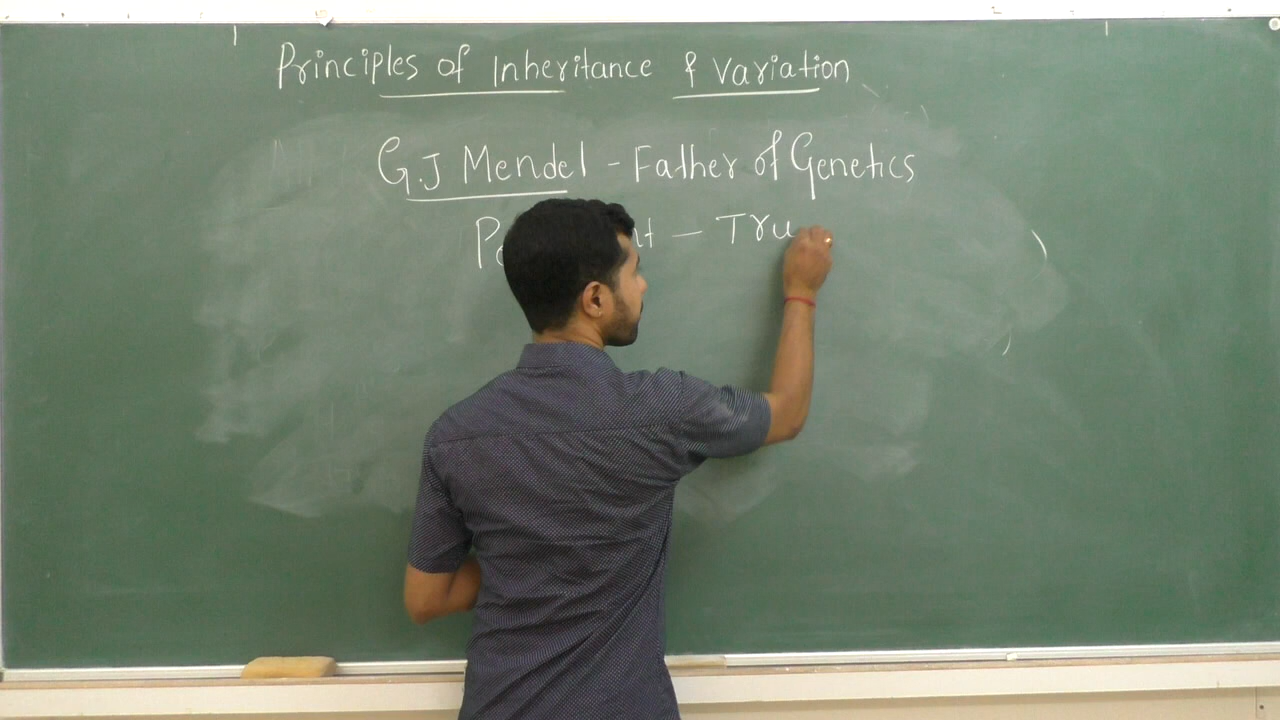 Principles of Inheritance & Variation
G.J Mendel - Father of Genetics
— Tru